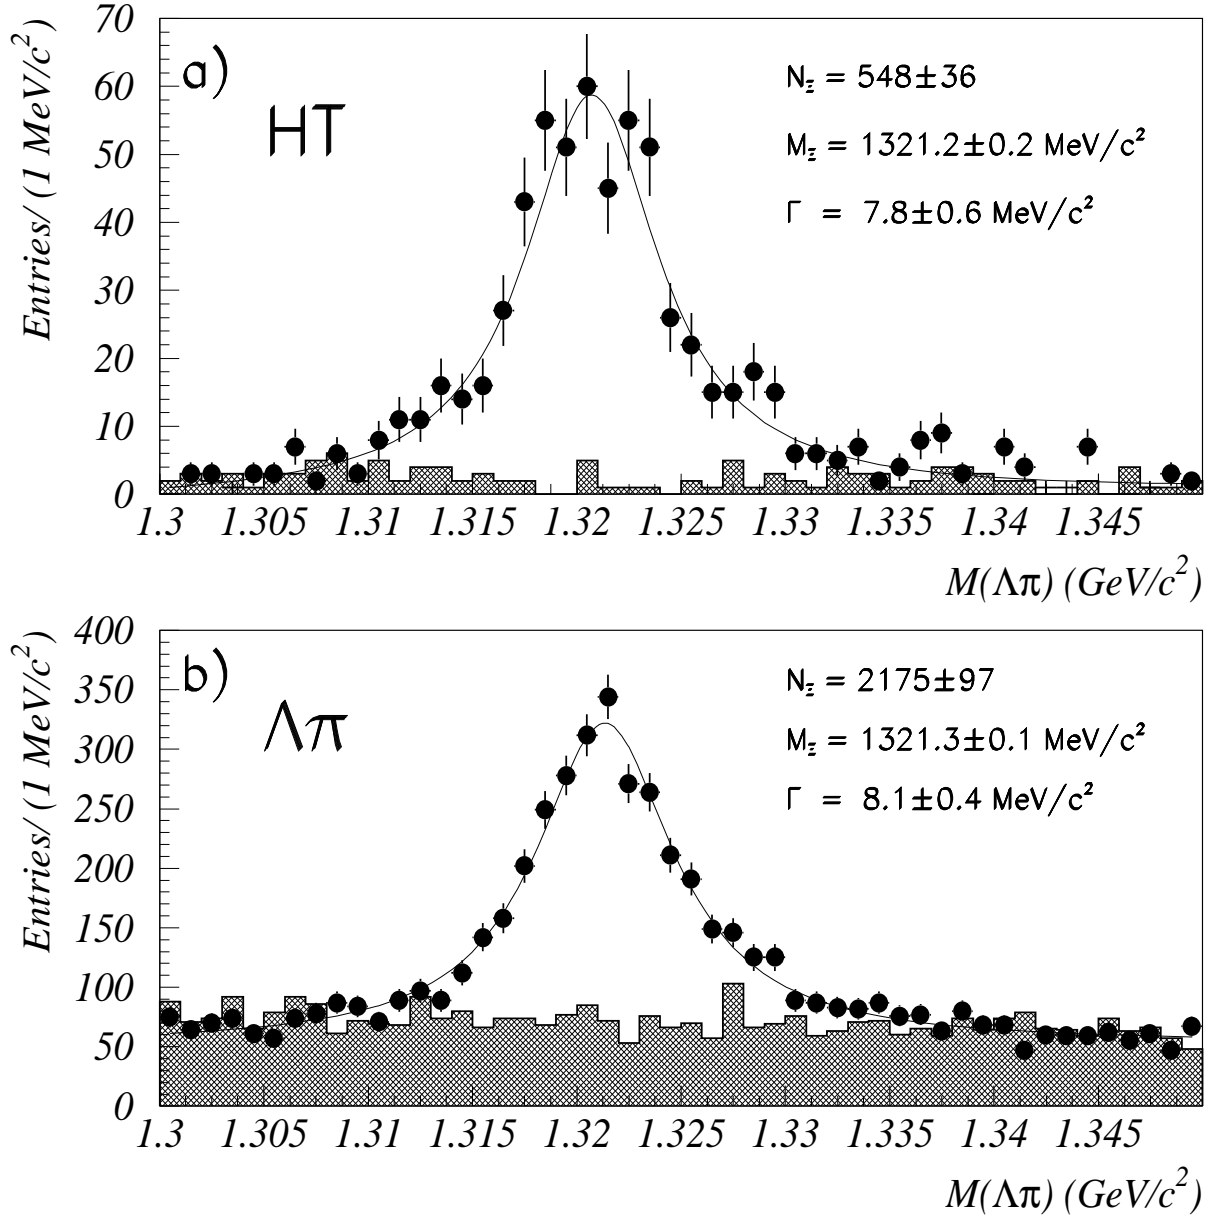 70
60
50
40
30
20
10
0
Entries/ (1 MeV/c²)
a)
HT
N_Ξ = 548±36
M_Ξ = 1321.2±0.2 MeV/c²
Γ = 7.8±0.6 MeV/c²
1.3 1.305 1.31 1.315 1.32 1.325 1.33 1.335 1.34 1.345
M(Λπ) (GeV/c²)
400
350
300
250
200
150
100
50
0
Entries/ (1 MeV/c²)
b)
Λπ
N_Ξ = 2175±97
M_Ξ = 1321.3±0.1 MeV/c²
Γ = 8.1±0.4 MeV/c²
1.3 1.305 1.31 1.315 1.32 1.325 1.33 1.335 1.34 1.345
M(Λπ) (GeV/c²)